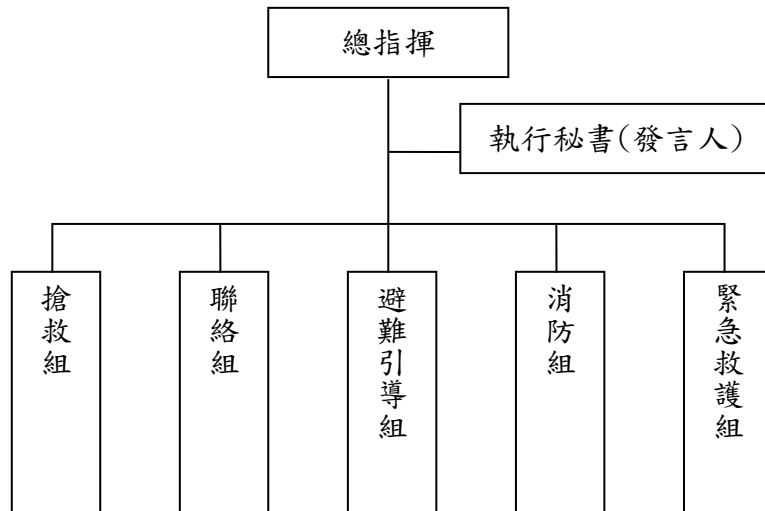 總指揮
執行秘書(發言人)
搶救組
聯絡組
避難引導組
消防組
緊急救護組